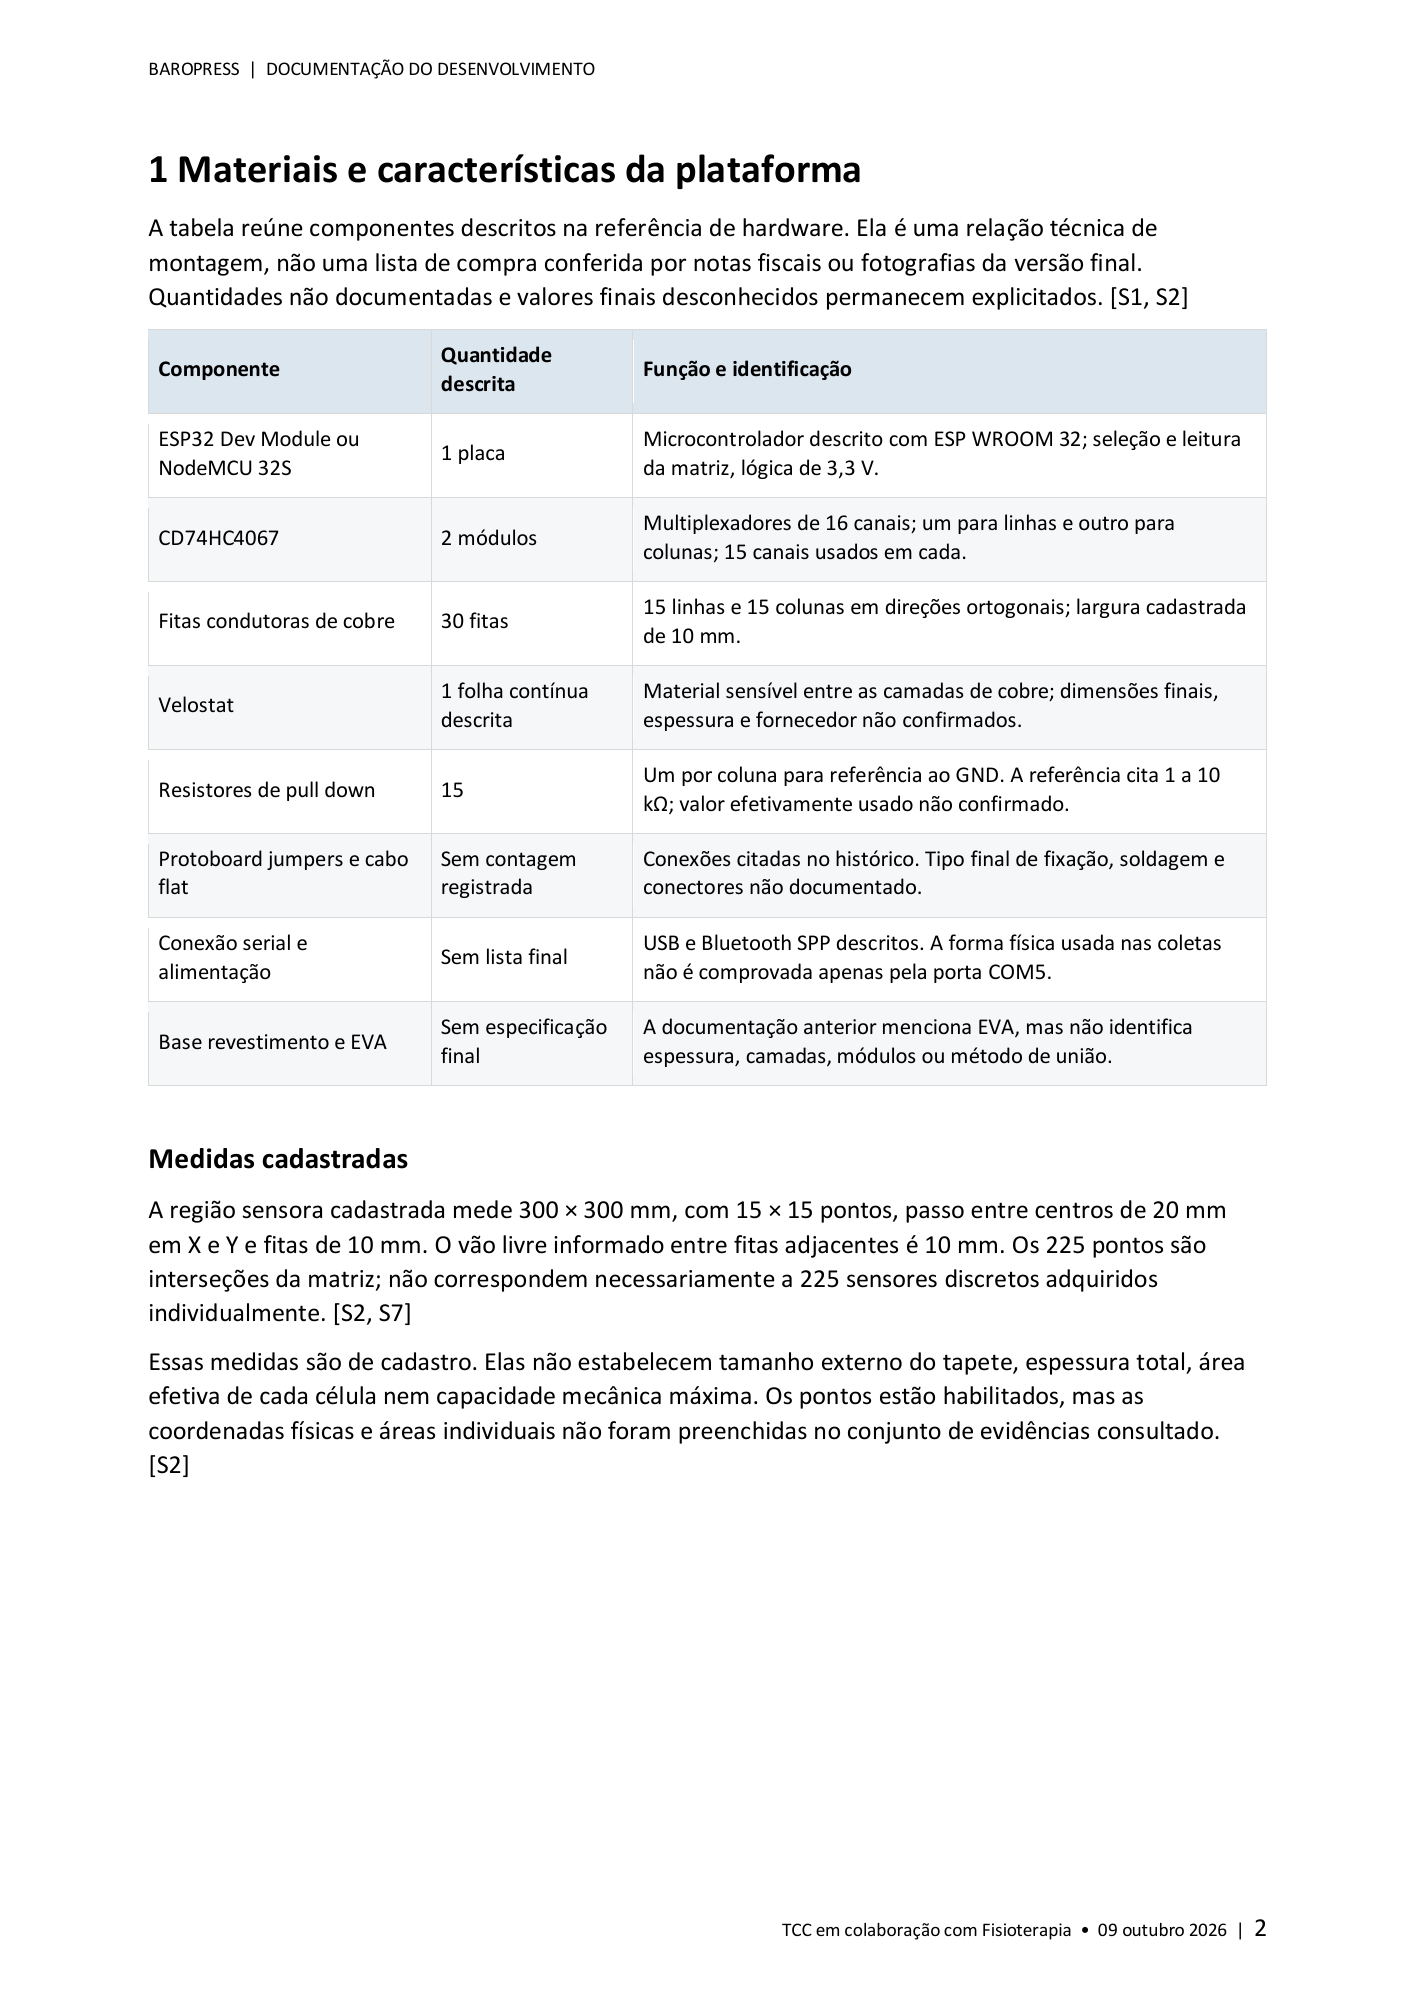 BAROPRESS | DOCUMENTAÇÃO DO DESENVOLVIMENTO
1 Materiais e características da plataforma
A tabela reúne componentes descritos na referência de hardware. Ela é uma relação técnica de
montagem, não uma lista de compra conferida por notas fiscais ou fotografias da versão final.
Quantidades não documentadas e valores finais desconhecidos permanecem explicitados. [S1, S2]
Componente
Quantidade
descrita
Função e identificação
ESP32 Dev Module ou
NodeMCU 32S
1 placa
Microcontrolador descrito com ESP WROOM 32; seleção e leitura
da matriz, lógica de 3,3 V.
CD74HC4067
2 módulos
Multiplexadores de 16 canais; um para linhas e outro para
colunas; 15 canais usados em cada.
Fitas condutoras de cobre
30 fitas
15 linhas e 15 colunas em direções ortogonais; largura cadastrada
de 10 mm.
Velostat
1 folha contínua
descrita
Material sensível entre as camadas de cobre; dimensões finais,
espessura e fornecedor não confirmados.
Resistores de pull down
15
Um por coluna para referência ao GND. A referência cita 1 a 10
kΩ; valor efetivamente usado não confirmado.
Protoboard jumpers e cabo
flat
Sem contagem
registrada
Conexões citadas no histórico. Tipo final de fixação, soldagem e
conectores não documentado.
Conexão serial e
alimentação
Sem lista final
USB e Bluetooth SPP descritos. A forma física usada nas coletas
não é comprovada apenas pela porta COM5.
Base revestimento e EVA
Sem especificação
final
A documentação anterior menciona EVA, mas não identifica
espessura, camadas, módulos ou método de união.
Medidas cadastradas
A região sensora cadastrada mede 300 × 300 mm, com 15 × 15 pontos, passo entre centros de 20 mm
em X e Y e fitas de 10 mm. O vão livre informado entre fitas adjacentes é 10 mm. Os 225 pontos são
interseções da matriz; não correspondem necessariamente a 225 sensores discretos adquiridos
individualmente. [S2, S7]
Essas medidas são de cadastro. Elas não estabelecem tamanho externo do tapete, espessura total, área
efetiva de cada célula nem capacidade mecânica máxima. Os pontos estão habilitados, mas as
coordenadas físicas e áreas individuais não foram preenchidas no conjunto de evidências consultado.
[S2]
TCC em colaboração com Fisioterapia • 09 outubro 2026 | 2